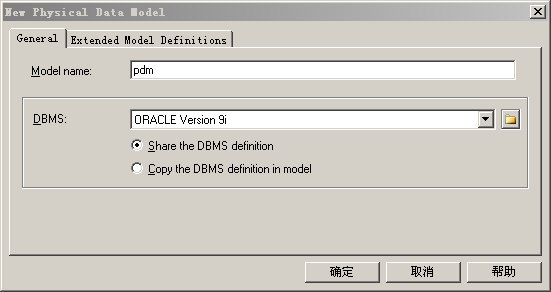 New Physical Data Model
General Extended Model Definitions
Model name: pdm
DBMS: ORACLE Version 9i
Share the DBMS definition
Copy the DBMS definition in model
确定 取消 帮助